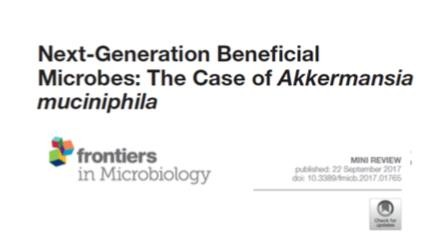 Next-Generation Beneficial
Microbes: The Case of Akkermansia
muciniphila
frontiers
in Microbiology
MINI REVIEW
published: 22 September 2017
doi: 10.3389/fmicb.2017.01765
Check for
updates